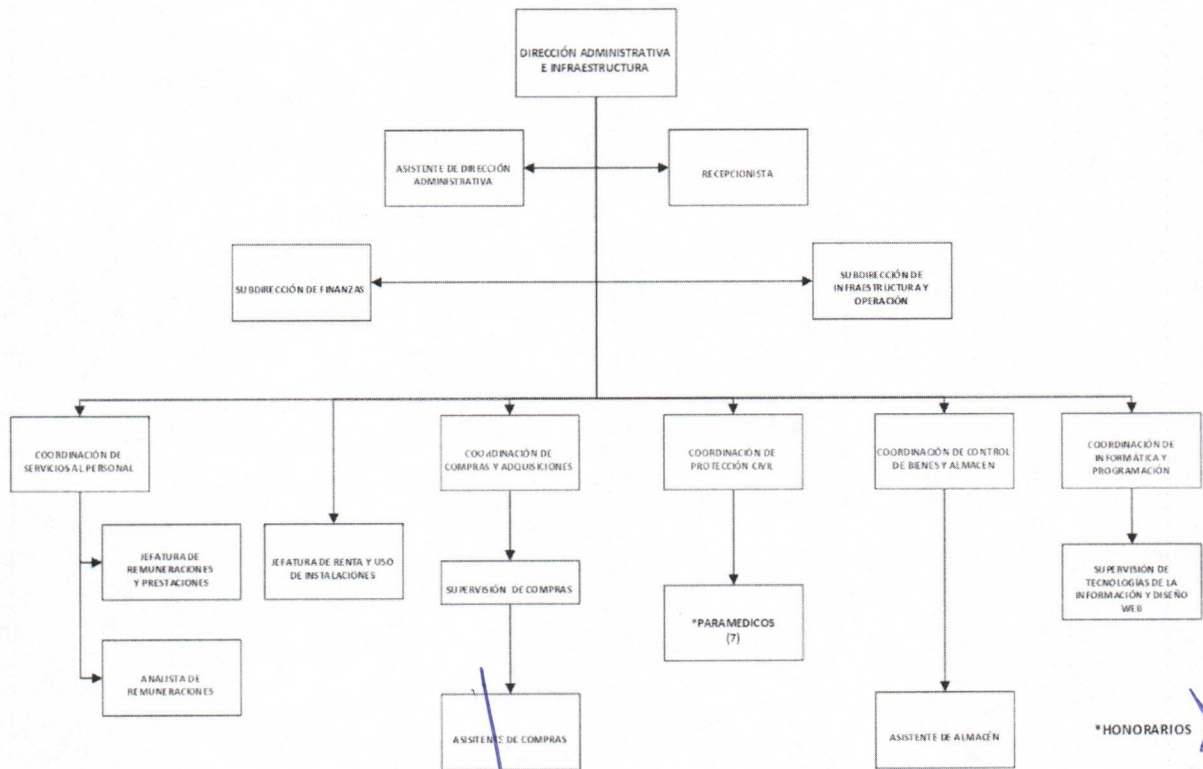 DIRECCIÓN ADMINISTRATIVA
E INFRAESTRUCTURA
ASISTENTE DE DIRECCIÓN
ADMINISTRATIVA
RECEPCIONISTA
SUBDIRECCIÓN DE FINANZAS
SUBDIRECCIÓN DE
INFRAESTRUCTURA Y
OPERACIÓN
COORDINACIÓN DE
SERVICIOS AL PERSONAL
COORDINACIÓN DE
COMPRAS Y ADQUISICIONES
COORDINACIÓN DE
PROTECCIÓN CIVIL
COORDINACIÓN DE CONTROL
DE BIENES Y ALMACEN
COORDINACIÓN DE
INFORMÁTICA Y
PROGRAMACIÓN
JEFATURA DE
REMUNERACIONES
Y PRESTACIONES
JEFATURA DE RENTA Y USO
DE INSTALACIONES
SUPERVISIÓN DE COMPRAS
*PARAMEDICOS
(7)
SUPERVISIÓN DE
TECNOLOGÍAS DE LA
INFORMACIÓN Y DISEÑO
WEB
ANALISTA DE
REMUNERACIONES
ASISITENTE DE COMPRAS
ASISTENTE DE ALMACÉN
*HONORARIOS